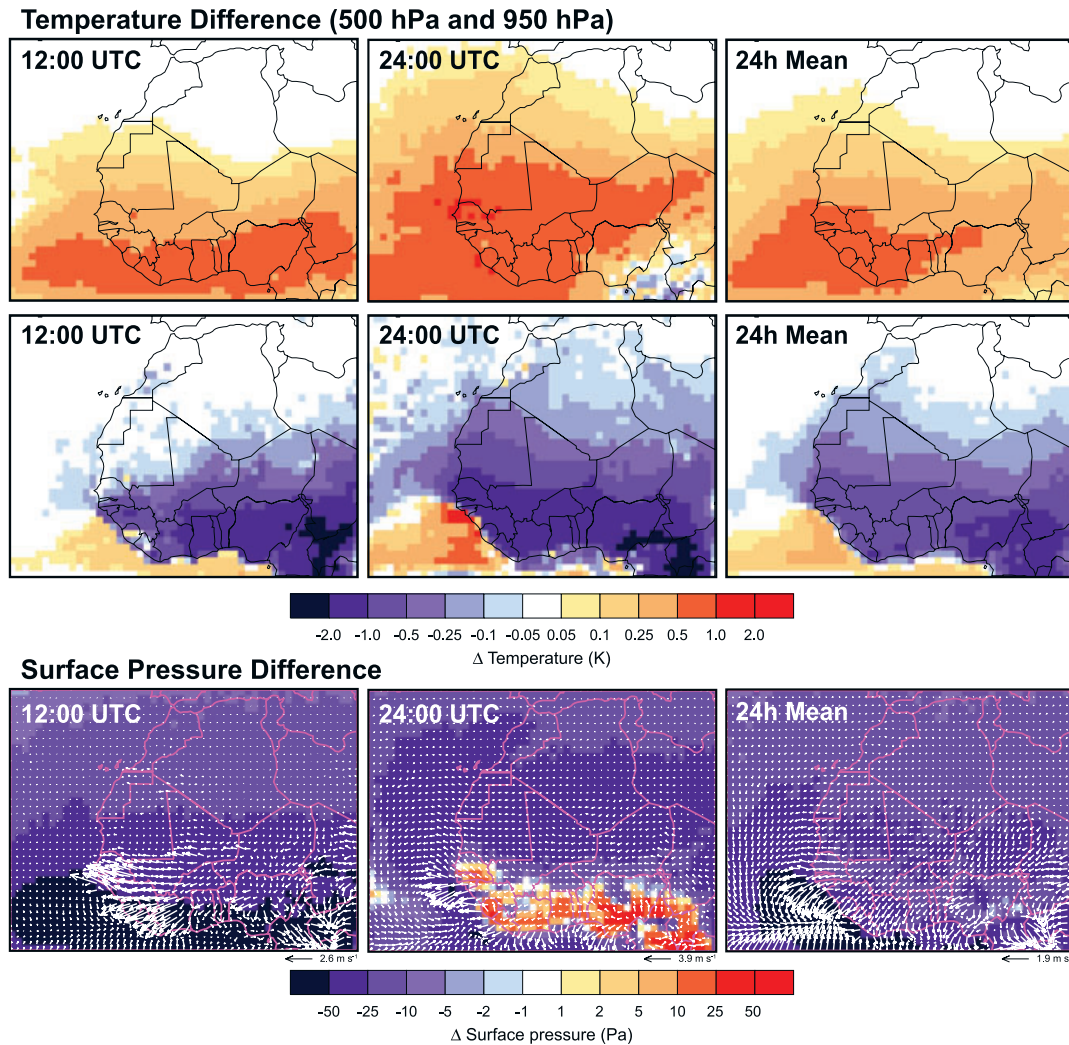 Temperature Difference (500 hPa and 950 hPa)
12:00 UTC 24:00 UTC 24h Mean
12:00 UTC 24:00 UTC 24h Mean
-2.0 -1.0 -0.5 -0.25 -0.1 -0.05 0.05 0.1 0.25 0.5 1.0 2.0
Δ Temperature (K)
Surface Pressure Difference
12:00 UTC 24:00 UTC 24h Mean
2.6 m s⁻¹ 3.9 m s⁻¹ 1.9 m s
-50 -25 -10 -5 -2 -1 1 2 5 10 25 50
Δ Surface pressure (Pa)